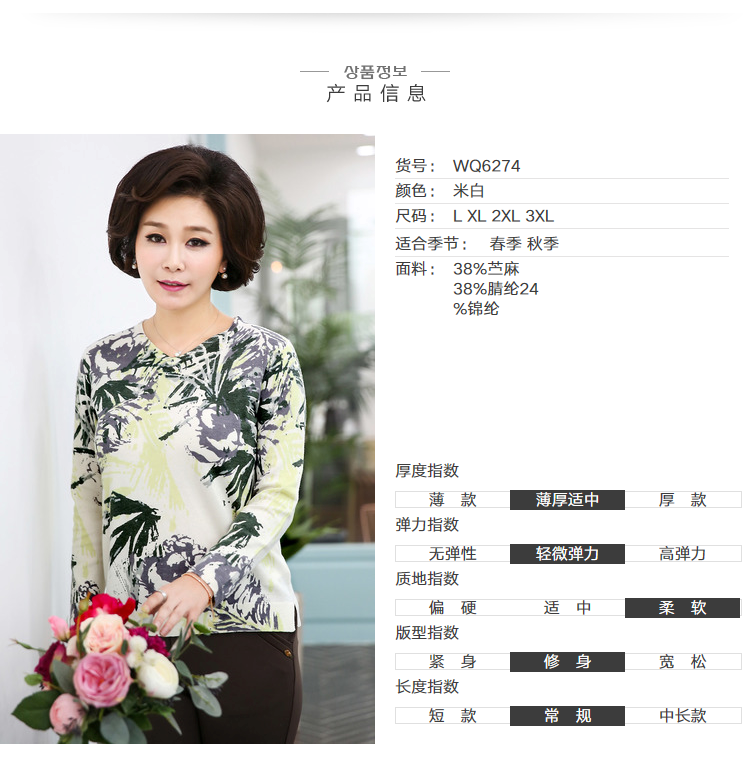 상품정보
产品信息
货号： WQ6274
颜色： 米白
尺码： L XL 2XL 3XL
适合季节： 春季 秋季
面料： 38%苎麻
38%腈纶24
%锦纶
厚度指数
薄 款 薄厚适中 厚 款
弹力指数
无弹性 轻微弹力 高弹力
质地指数
偏 硬 适 中 柔 软
版型指数
紧 身 修 身 宽 松
长度指数
短 款 常 规 中长款